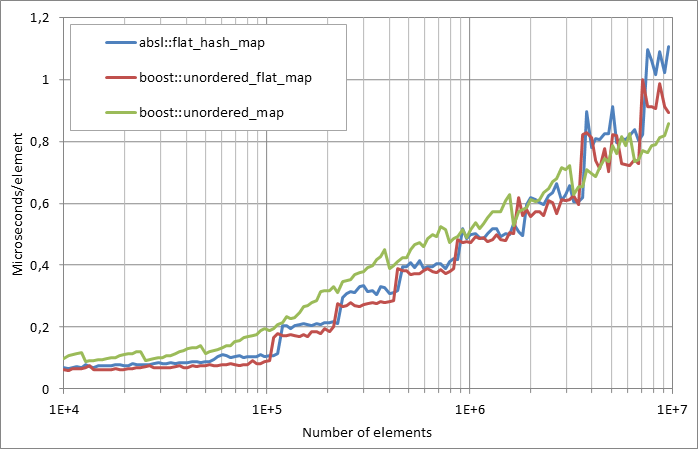 1,2
1
0,8
0,6
0,4
0,2
0
Microseconds/element
absl::flat_hash_map
boost::unordered_flat_map
boost::unordered_map
1E+4 1E+5 1E+6 1E+7
Number of elements